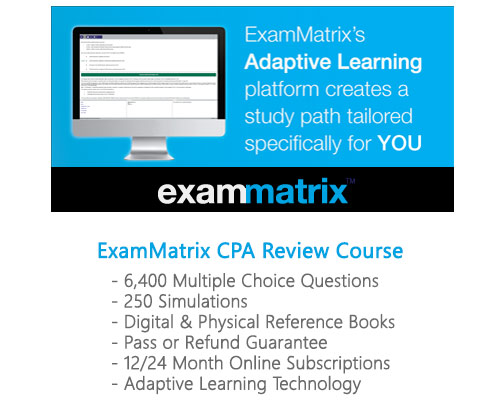 ExamMatrix's
Adaptive Learning
platform creates a
study path tailored
specifically for YOU
exammatrix™
ExamMatrix CPA Review Course
- 6,400 Multiple Choice Questions
- 250 Simulations
- Digital & Physical Reference Books
- Pass or Refund Guarantee
- 12/24 Month Online Subscriptions
- Adaptive Learning Technology